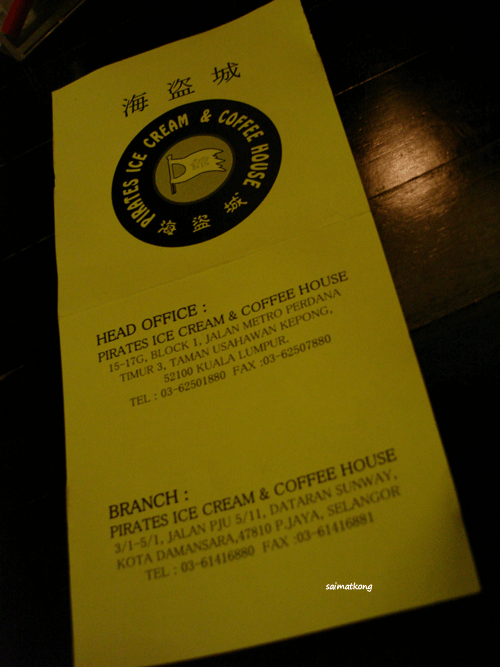 海盗城
PIRATES ICE CREAM & COFFEE HOUSE
海盗城
HEAD OFFICE :
PIRATES ICE CREAM & COFFEE HOUSE
15-17G, BLOCK 1, JALAN METRO PERDANA
TIMUR 3, TAMAN USAHAWAN KEPONG,
52100 KUALA LUMPUR.
TEL : 03-62501880 FAX :03-62507880
BRANCH :
PIRATES ICE CREAM & COFFEE HOUSE
3/1-5/1, JALAN PJU 5/11, DATARAN SUNWAY,
KOTA DAMANSARA,47810 P.JAYA, SELANGOR
TEL : 03-61416880 FAX :03-61416881
saimatkong